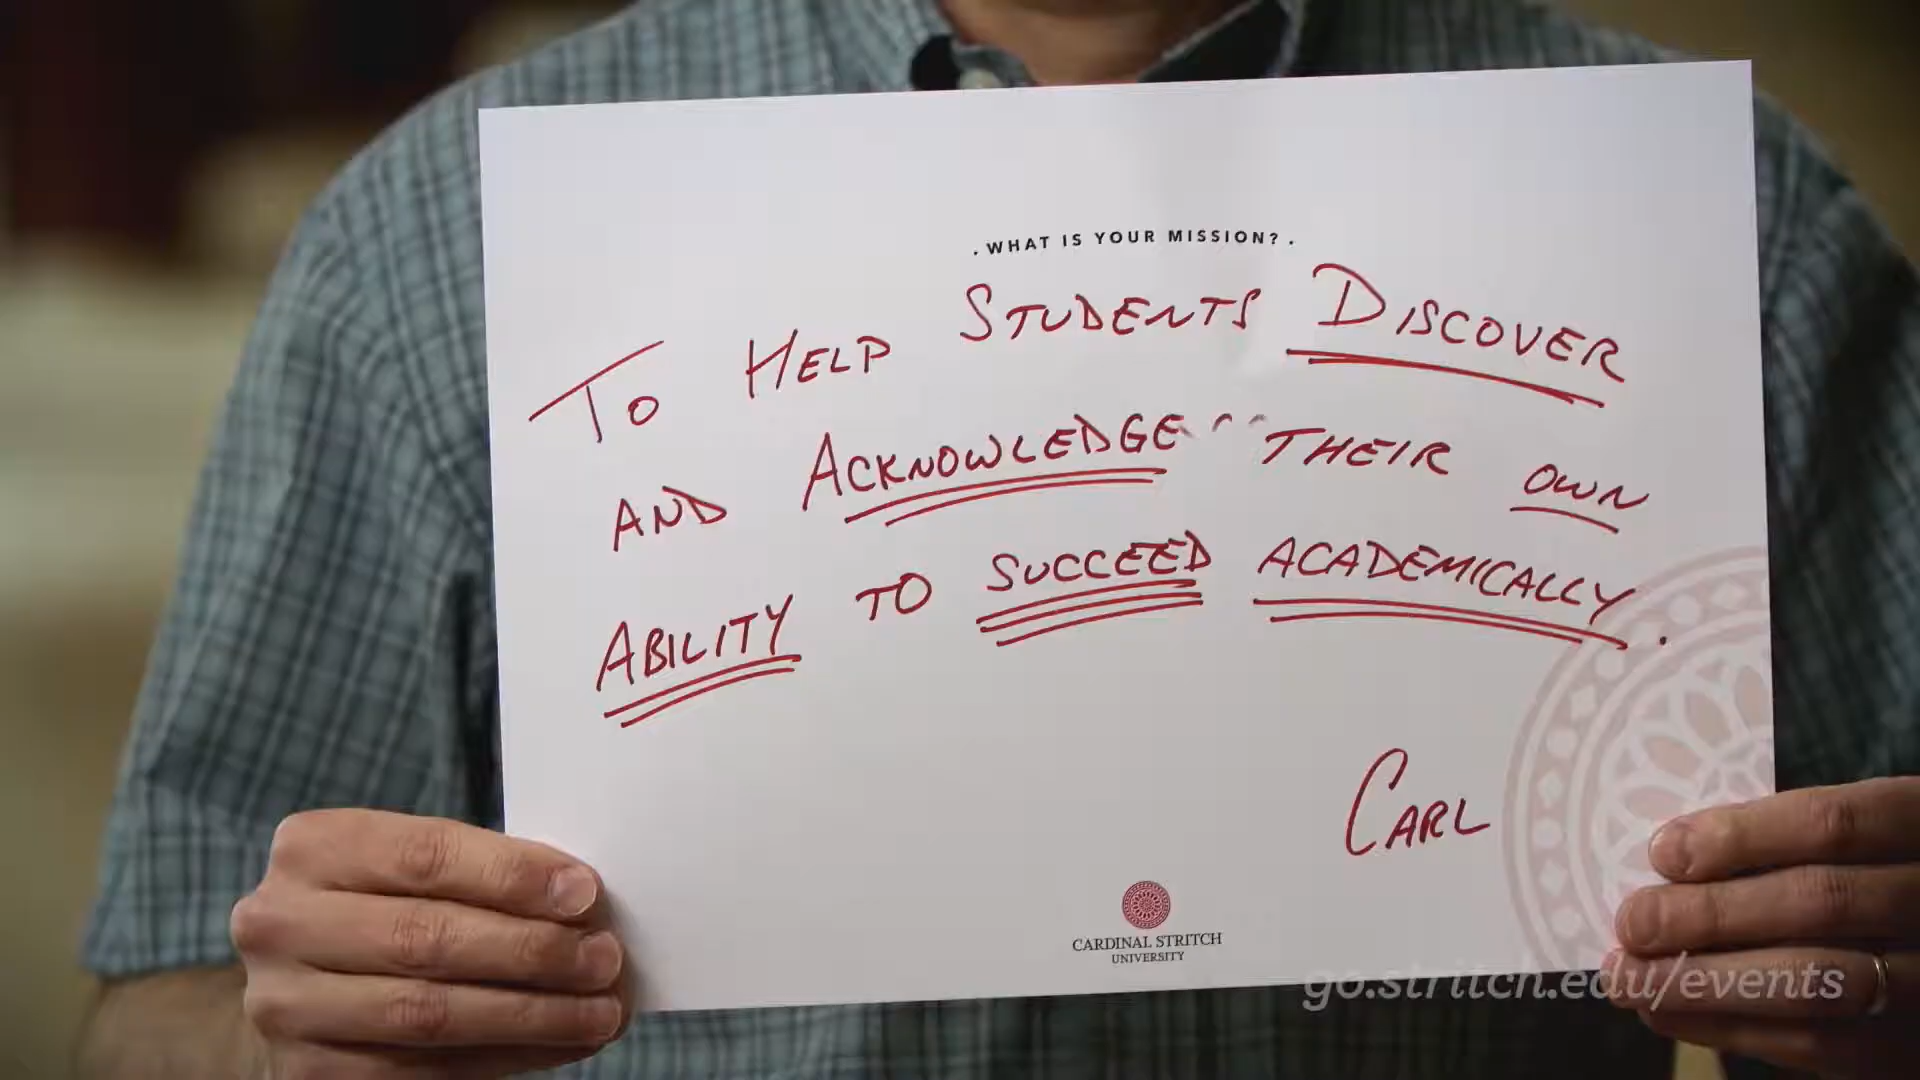 . WHAT IS YOUR MISSION? .
TO HELP STUDENTS DISCOVER
AND ACKNOWLEDGE THEIR OWN
ABILITY TO SUCCEED ACADEMICALLY.
CARL
CARDINAL STRITCH
UNIVERSITY
go.stritch.edu/events